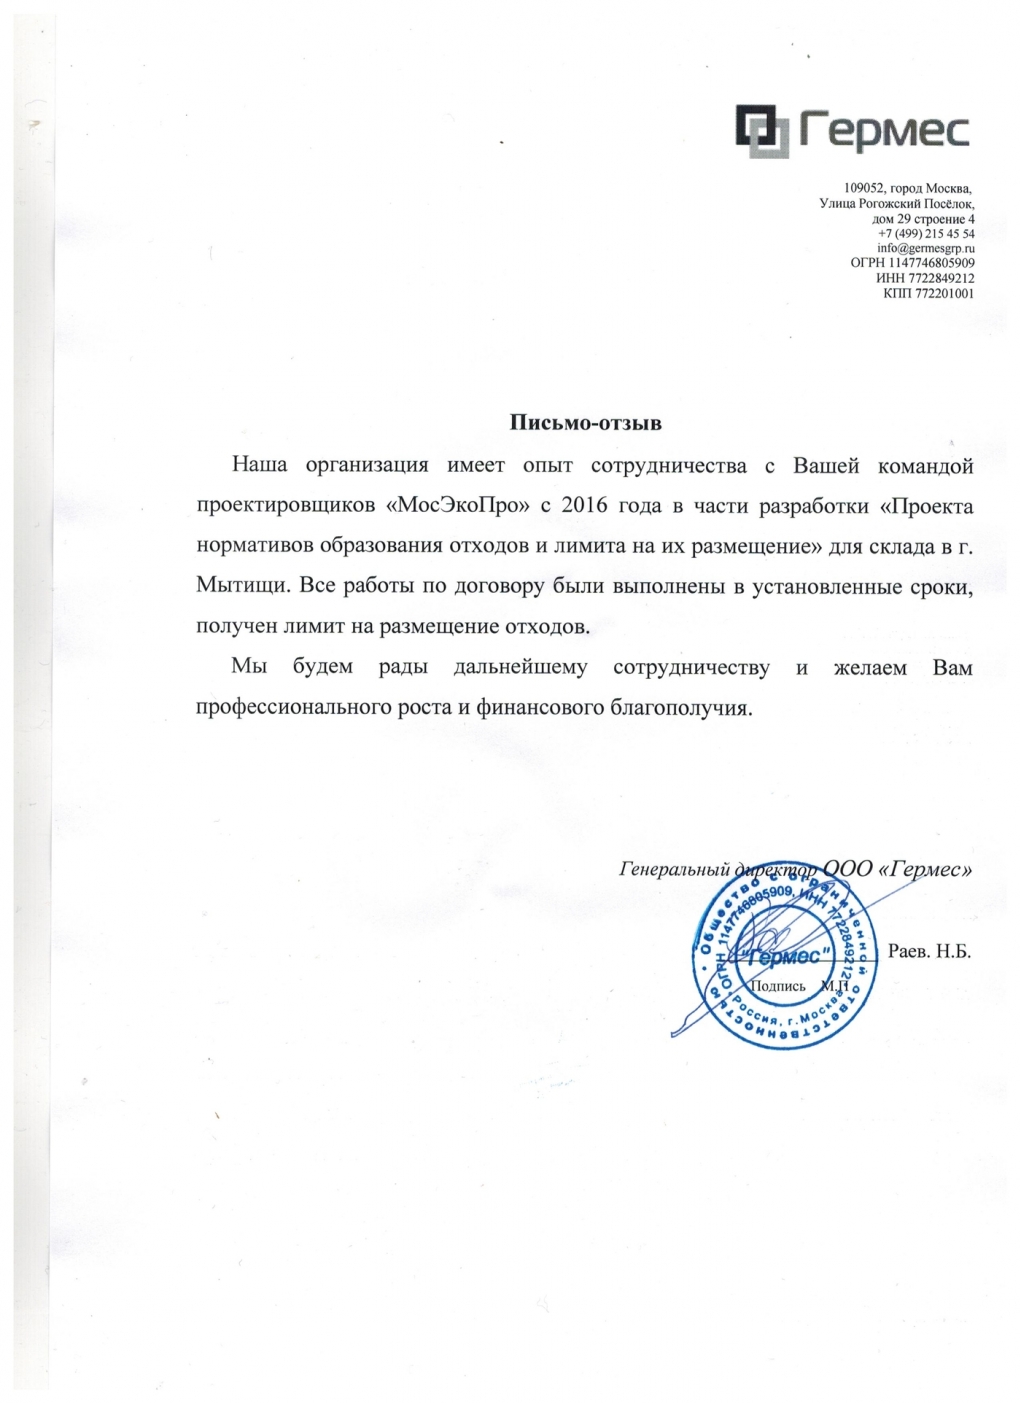 Гермес
109052, город Москва,
Улица Рогожский Посёлок,
дом 29 строение 4
+7 (499) 215 45 54
info@germesgrp.ru
ОГРН 1147746805909
ИНН 7722849212
КПП 772201001
Письмо-отзыв
Наша организация имеет опыт сотрудничества с Вашей командой
проектировщиков «МосЭкоПро» с 2016 года в части разработки «Проекта
нормативов образования отходов и лимита на их размещение» для склада в г.
Мытищи. Все работы по договору были выполнены в установленные сроки,
получен лимит на размещение отходов.
Мы будем рады дальнейшему сотрудничеству и желаем Вам
профессионального роста и финансового благополучия.
Генеральный директор ООО «Гермес»
Раев. Н.Б.
Подпись М.П
Общество с ограниченной ответственностью
ОГРН 1147746805909, ИНН 7722849212
"Гермес"
Россия, г.Москва